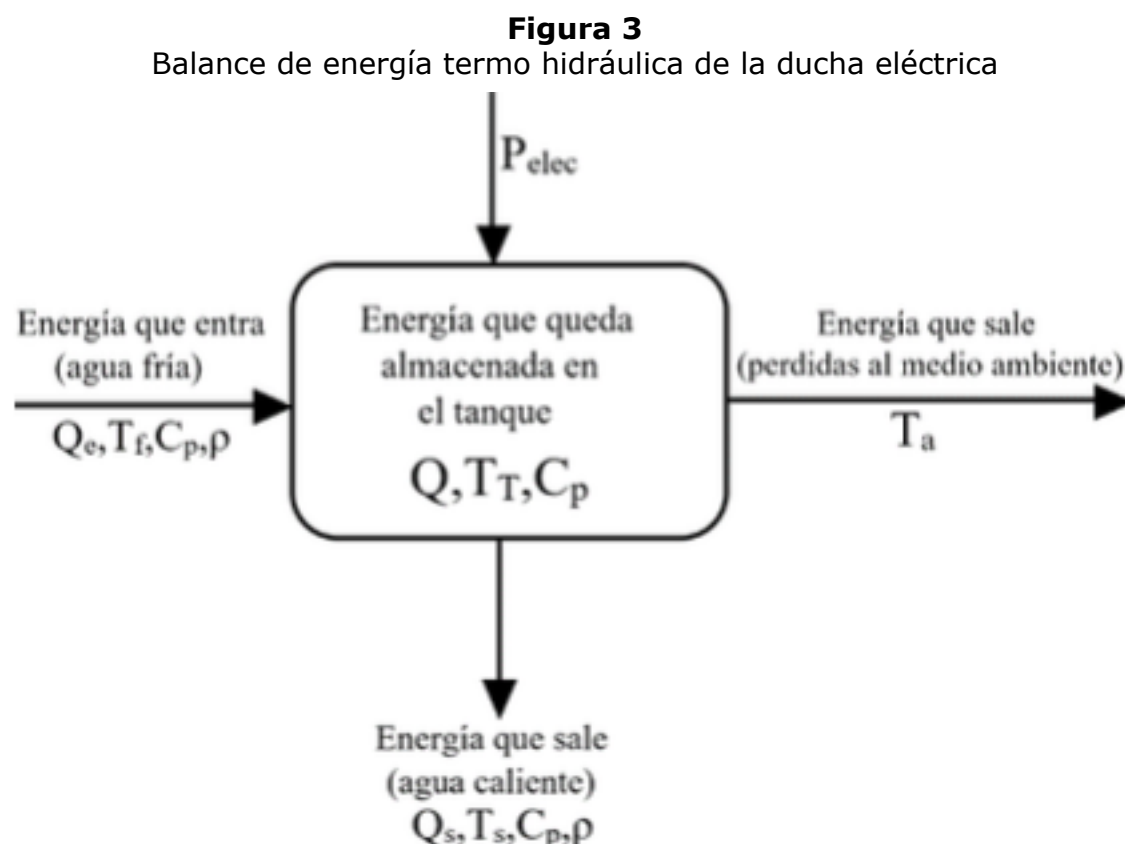 Figura 3
Balance de energía termo hidráulica de la ducha eléctrica
Pelec
Energía que entra
(agua fría)
Qe,Tf,Cp,ρ
Energía que queda
almacenada en
el tanque
Q,TT,Cp
Energía que sale
(perdidas al medio ambiente)
Ta
Energía que sale
(agua caliente)
Qs,Ts,Cp,ρ